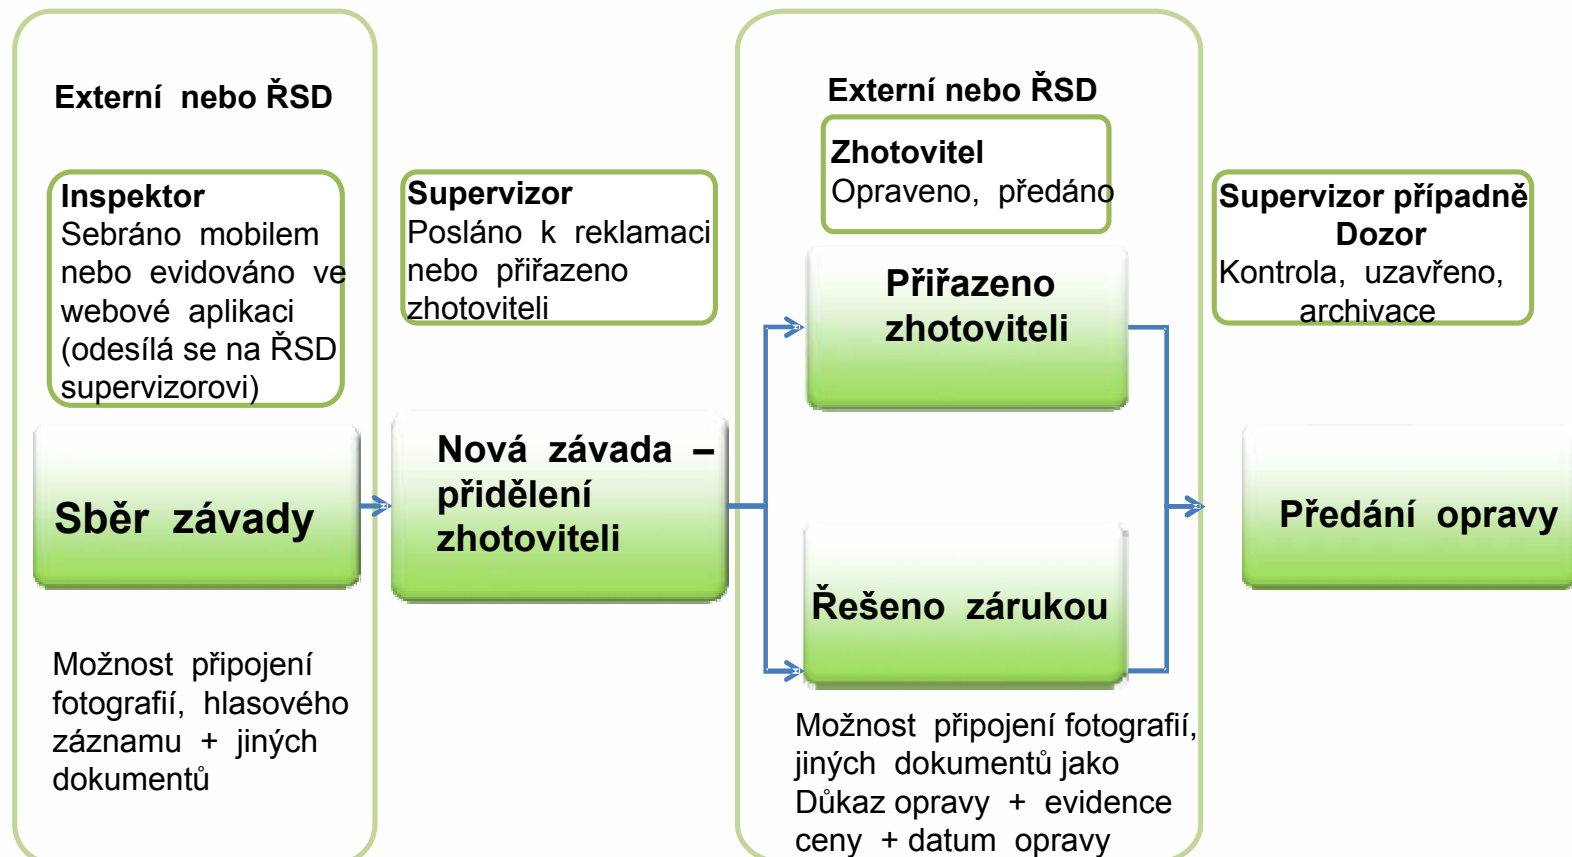 Externí nebo ŘSD
Inspektor
Sebráno mobilem
nebo evidováno ve
webové aplikaci
(odesílá se na ŘSD
supervizorovi)
Sběr závady
Možnost připojení
fotografií, hlasového
záznamu + jiných
dokumentů
Supervizor
Posláno k reklamaci
nebo přiřazeno
zhotoviteli
Nová závada –
přidělení
zhotoviteli
Externí nebo ŘSD
Zhotovitel
Opraveno, předáno
Přiřazeno
zhotoviteli
Řešeno zárukou
Možnost připojení fotografií,
jiných dokumentů jako
Důkaz opravy + evidence
ceny + datum opravy
Supervizor případně
Dozor
Kontrola, uzavřeno,
archivace
Předání opravy